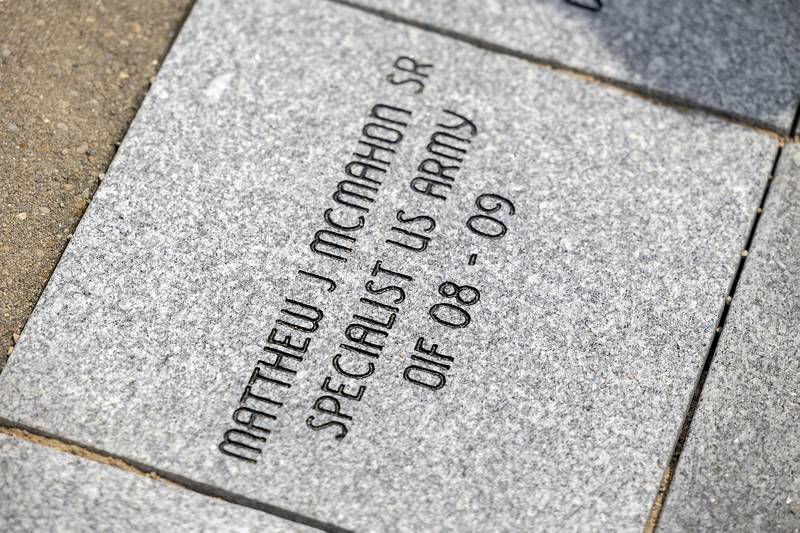 MATTHEW J MCMAHON SR
SPECIALIST US ARMY
OIF 08 - 09